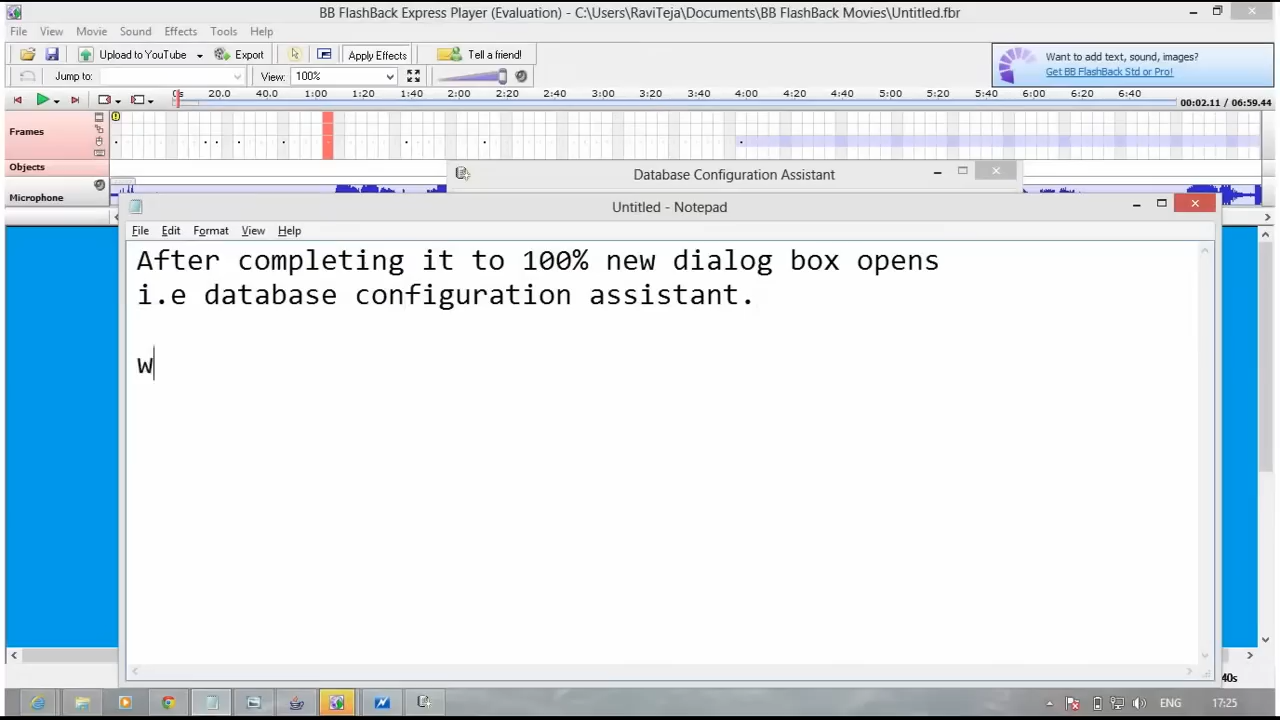 BB FlashBack Express Player (Evaluation) - C:\Users\RaviTeja\Documents\BB FlashBack Movies\Untitled.fbr
File View Movie Sound Effects Tools Help
Upload to YouTube Export Apply Effects Tell a friend!
Want to add text, sound, images?
Get BB FlashBack Std or Pro!
Jump to: View: 100%
0s 20.0 40.0 1:00 1:20 1:40 2:00 2:20 2:40 3:00 3:20 3:40 4:00 4:20 4:40 5:00 5:20 5:40 6:00 6:20 6:40
00:02.11 / 06:59.44
Frames
Objects
Microphone
Database Configuration Assistant
Untitled - Notepad
File Edit Format View Help
After completing it to 100% new dialog box opens
i.e database configuration assistant.
w
40s
ENG 17:25